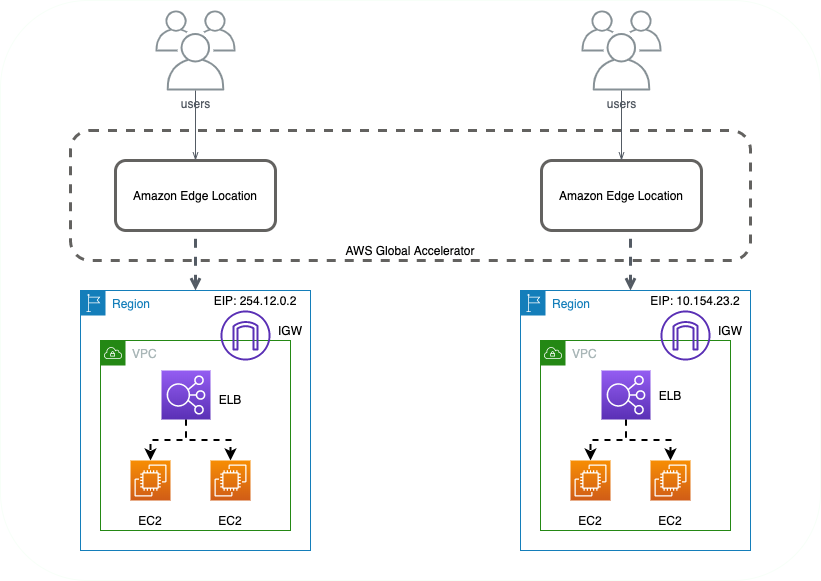 users
users
Amazon Edge Location
Amazon Edge Location
AWS Global Accelerator
Region
EIP: 254.12.0.2
IGW
VPC
ELB
EC2
EC2
Region
EIP: 10.154.23.2
IGW
VPC
ELB
EC2
EC2